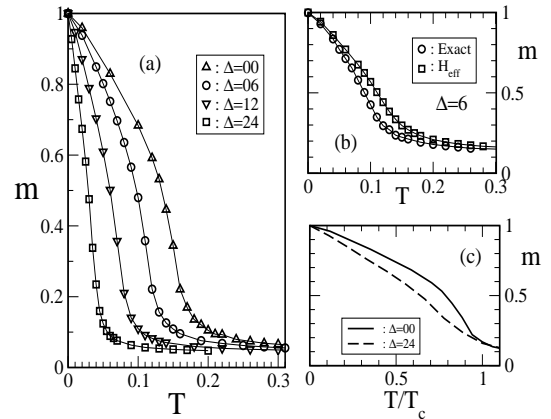 (a)
△ : Δ=00
○ : Δ=06
▽ : Δ=12
□ : Δ=24
m
1
0.8
0.6
0.4
0.2
0
0 0.1 0.2 0.3
T
○ : Exact
□ : H_eff
Δ=6
(b)
m
1
0.5
0
0 0.1 0.2
T
(c)
m
: Δ=00
: Δ=24
1
0.5
0
0 0.5 1
T/T_c